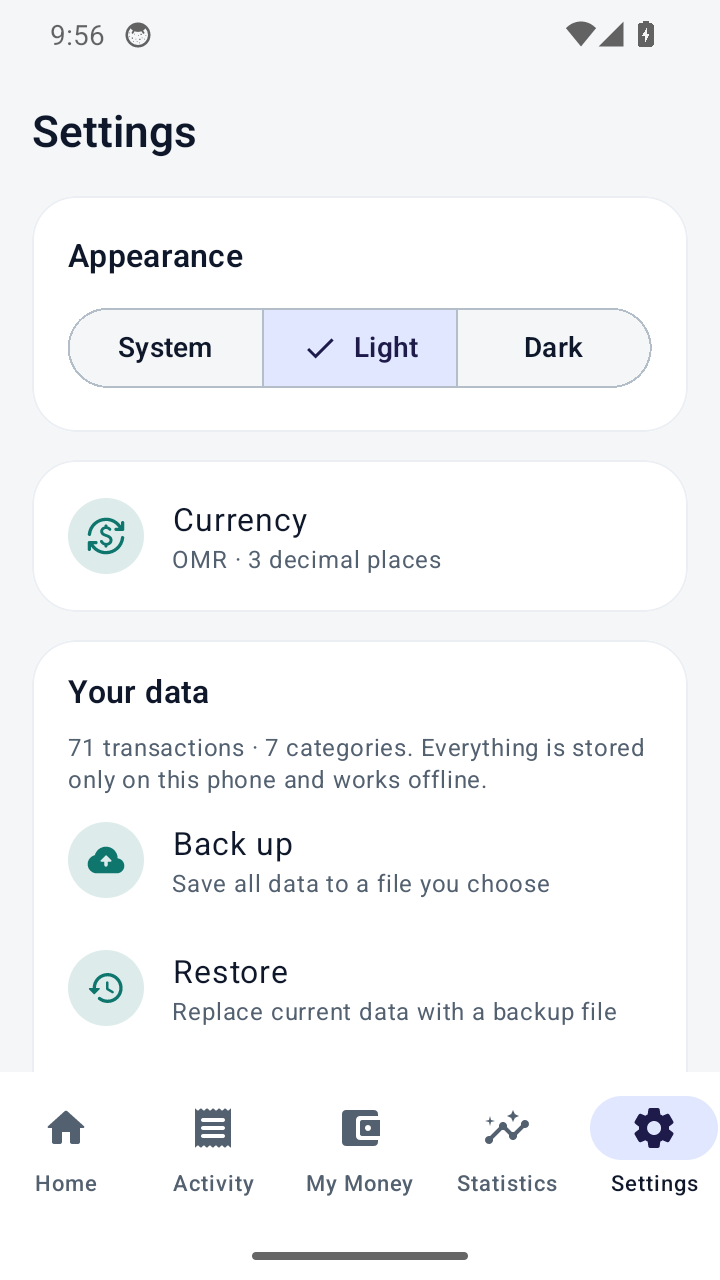 9:56
Settings
Appearance
System
Light
Dark
Currency
OMR · 3 decimal places
Your data
71 transactions · 7 categories. Everything is stored
only on this phone and works offline.
Back up
Save all data to a file you choose
Restore
Replace current data with a backup file
Home
Activity
My Money
Statistics
Settings